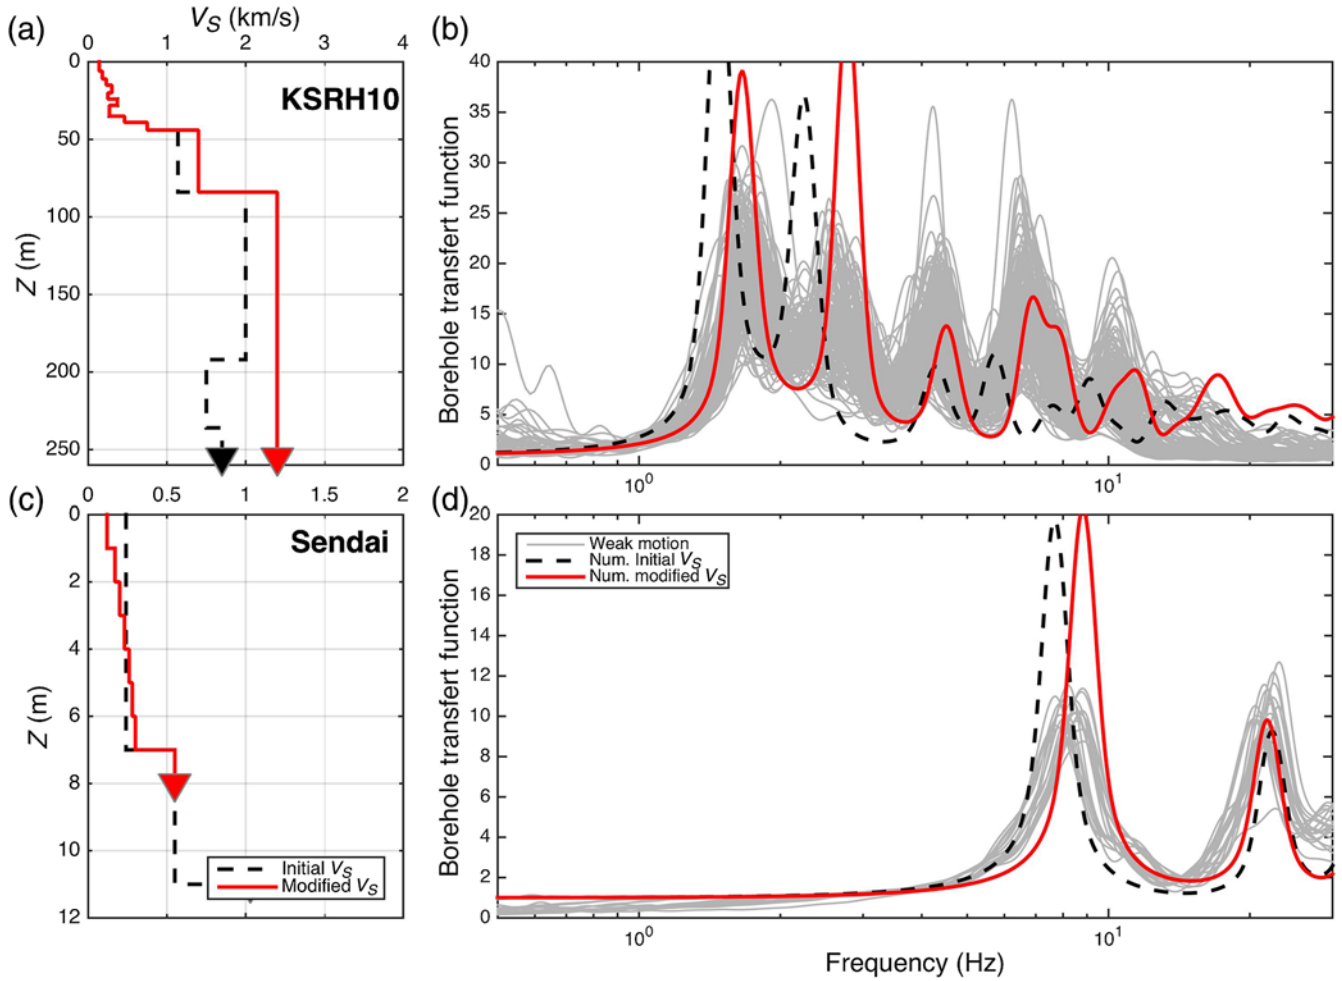 (a)
V_S (km/s)
0 1 2 3 4
KSRH10
0
50
100
150
200
250
Z (m)
(b)
40
35
30
25
20
15
10
5
0
Borehole transfert function
10^0 10^1
(c)
0 0.5 1 1.5 2
Sendai
0
2
4
6
8
10
12
Z (m)
Initial V_S
Modified V_S
(d)
20
18
16
14
12
10
8
6
4
2
0
Borehole transfert function
Weak motion
Num. Initial V_S
Num. modified V_S
10^0 10^1
Frequency (Hz)